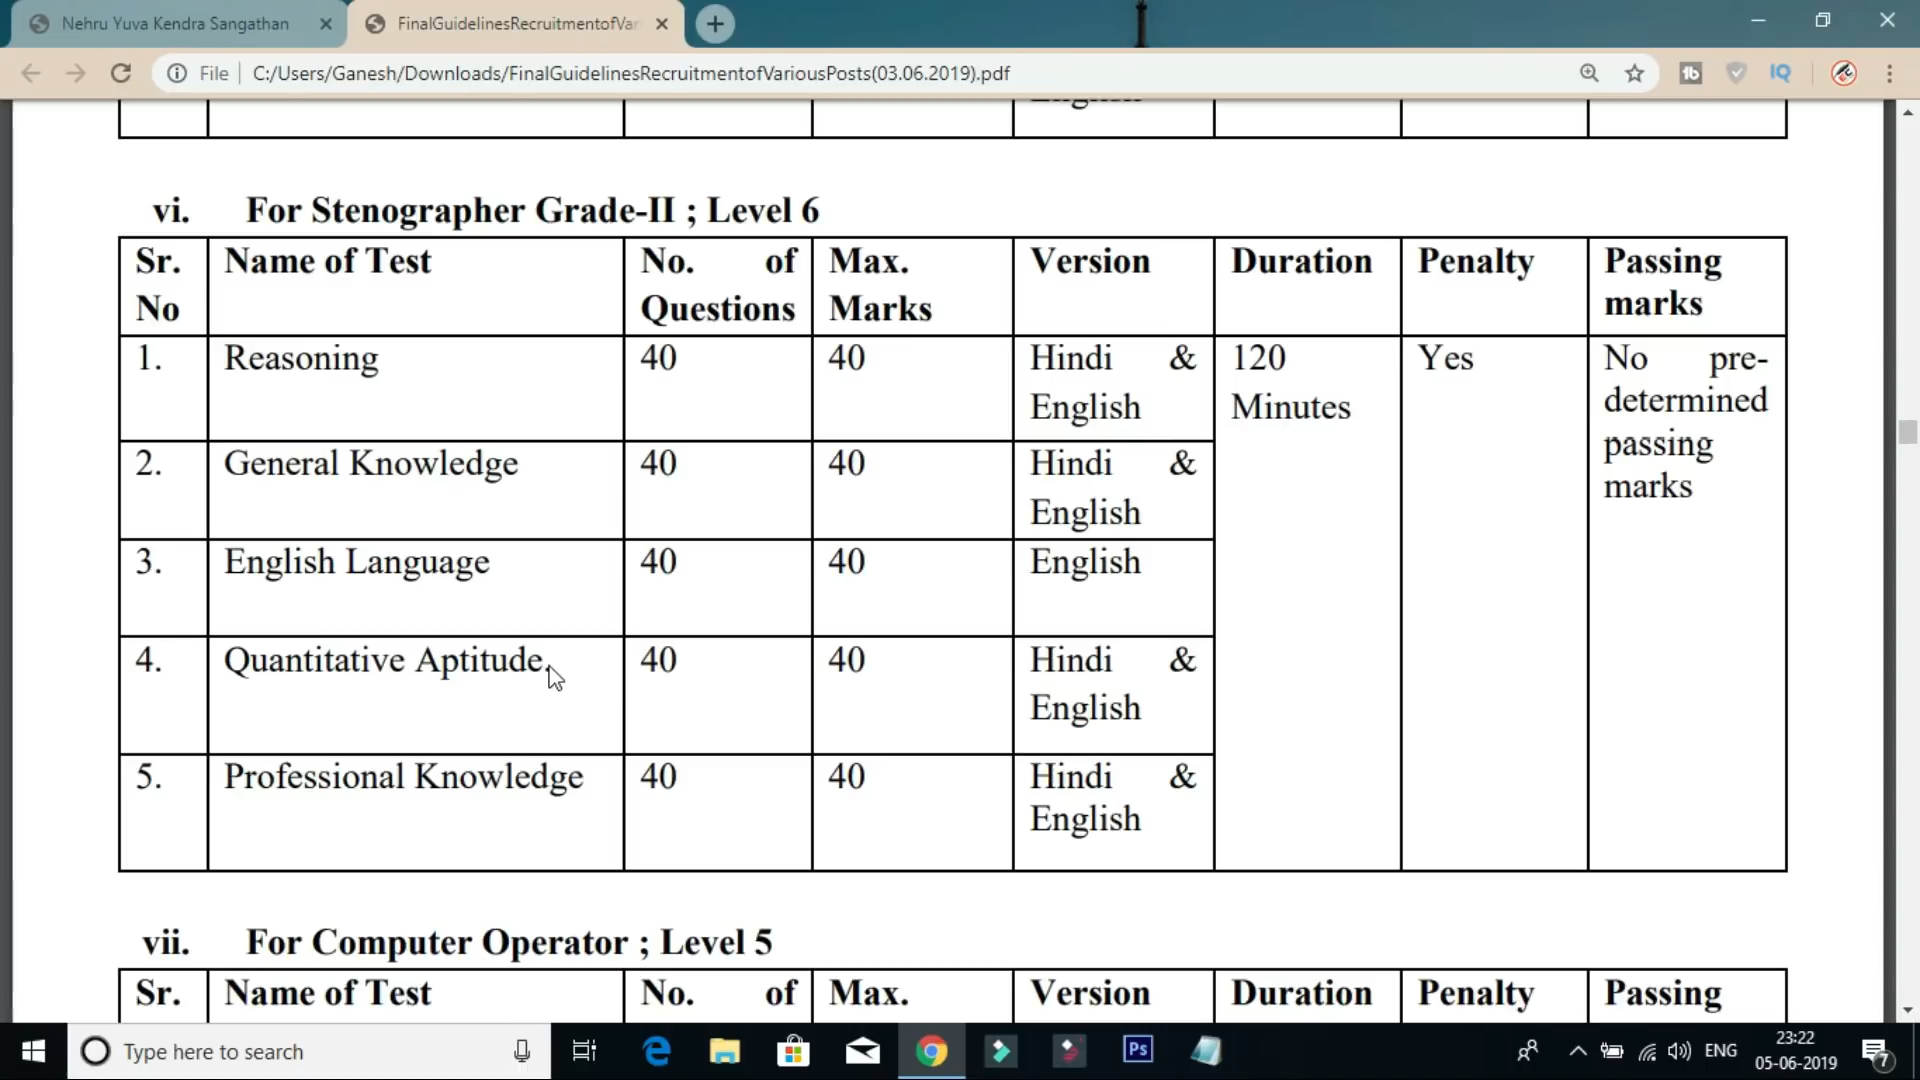 Nehru Yuva Kendra Sangathan
FinalGuidelinesRecruitmentofVar
File C:/Users/Ganesh/Downloads/FinalGuidelinesRecruitmentofVariousPosts(03.06.2019).pdf
English
vi. For Stenographer Grade-II ; Level 6
Sr. Name of Test No. of Max. Version Duration Penalty Passing
No Questions Marks marks
1. Reasoning 40 40 Hindi & 120 Yes No pre-
English Minutes determined
passing
2. General Knowledge 40 40 Hindi & marks
English
3. English Language 40 40 English
4. Quantitative Aptitude. 40 40 Hindi &
English
5. Professional Knowledge 40 40 Hindi &
English
vii. For Computer Operator ; Level 5
Sr. Name of Test No. of Max. Version Duration Penalty Passing
Type here to search
Ps
ENG
23:22
05-06-2019
7